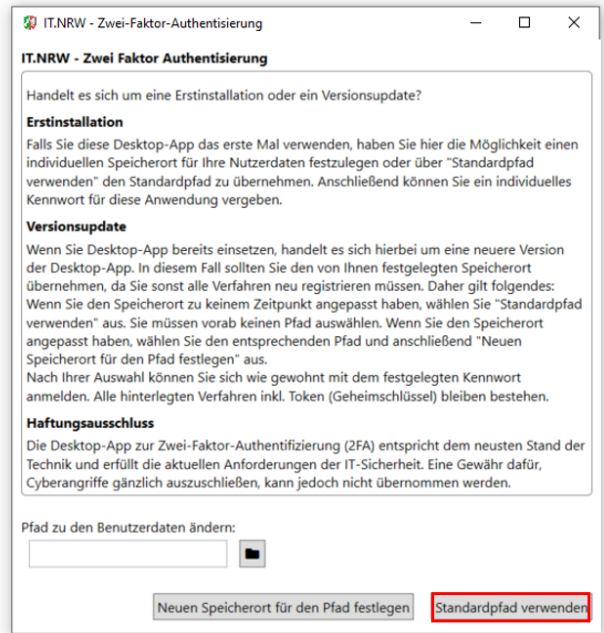 IT.NRW - Zwei-Faktor-Authentisierung
IT.NRW - Zwei Faktor Authentisierung
Handelt es sich um eine Erstinstallation oder ein Versionsupdate?
Erstinstallation
Falls Sie diese Desktop-App das erste Mal verwenden, haben Sie hier die Möglichkeit einen
individuellen Speicherort für Ihre Nutzerdaten festzulegen oder über "Standardpfad
verwenden" den Standardpfad zu übernehmen. Anschließend können Sie ein individuelles
Kennwort für diese Anwendung vergeben.
Versionsupdate
Wenn Sie Desktop-App bereits einsetzen, handelt es sich hierbei um eine neuere Version
der Desktop-App. In diesem Fall sollten Sie den von Ihnen festgelegten Speicherort
übernehmen, da Sie sonst alle Verfahren neu registrieren müssen. Daher gilt folgendes:
Wenn Sie den Speicherort zu keinem Zeitpunkt angepasst haben, wählen Sie "Standardpfad
verwenden" aus. Sie müssen vorab keinen Pfad auswählen. Wenn Sie den Speicherort
angepasst haben, wählen Sie den entsprechenden Pfad und anschließend "Neuen
Speicherort für den Pfad festlegen" aus.
Nach Ihrer Auswahl können Sie sich wie gewohnt mit dem festgelegten Kennwort
anmelden. Alle hinterlegten Verfahren inkl. Token (Geheimschlüssel) bleiben bestehen.
Haftungsausschluss
Die Desktop-App zur Zwei-Faktor-Authentifizierung (2FA) entspricht dem neusten Stand der
Technik und erfüllt die aktuellen Anforderungen der IT-Sicherheit. Eine Gewähr dafür,
Cyberangriffe gänzlich auszuschließen, kann jedoch nicht übernommen werden.
Pfad zu den Benutzerdaten ändern:
Neuen Speicherort für den Pfad festlegen
Standardpfad verwenden